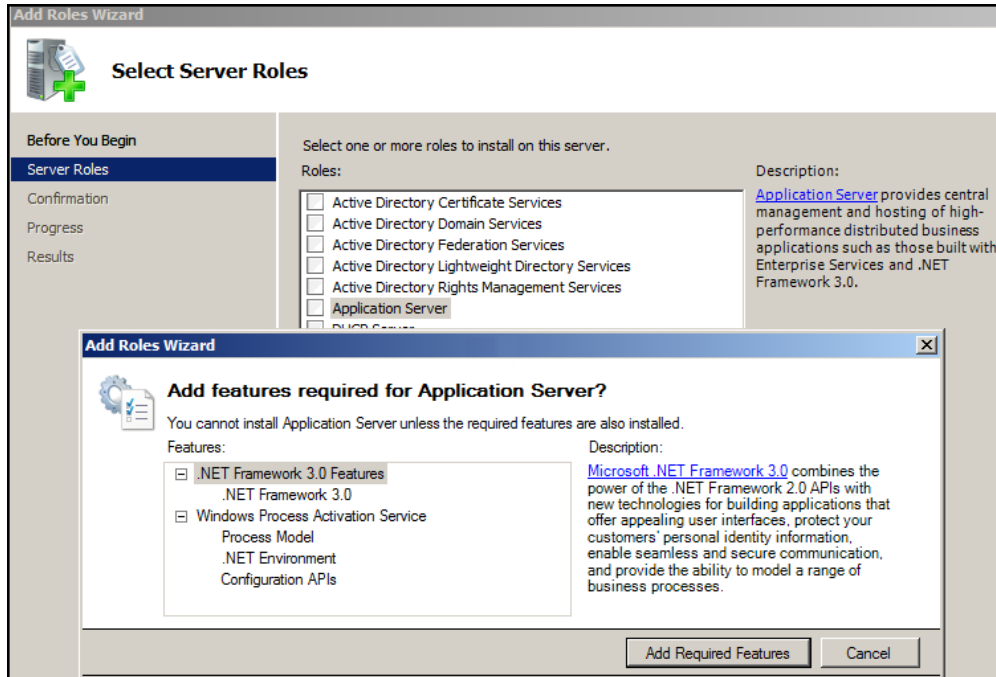 Add Roles Wizard
Select Server Roles
Before You Begin
Server Roles
Confirmation
Progress
Results
Select one or more roles to install on this server.
Roles:
Active Directory Certificate Services
Active Directory Domain Services
Active Directory Federation Services
Active Directory Lightweight Directory Services
Active Directory Rights Management Services
Application Server
DHCP Server
Description:
Application Server provides central
management and hosting of high-
performance distributed business
applications such as those built with
Enterprise Services and .NET
Framework 3.0.
Add Roles Wizard
Add features required for Application Server?
You cannot install Application Server unless the required features are also installed.
Features:
.NET Framework 3.0 Features
.NET Framework 3.0
Windows Process Activation Service
Process Model
.NET Environment
Configuration APIs
Description:
Microsoft .NET Framework 3.0 combines the
power of the .NET Framework 2.0 APIs with
new technologies for building applications that
offer appealing user interfaces, protect your
customers' personal identity information,
enable seamless and secure communication,
and provide the ability to model a range of
business processes.
Add Required Features
Cancel